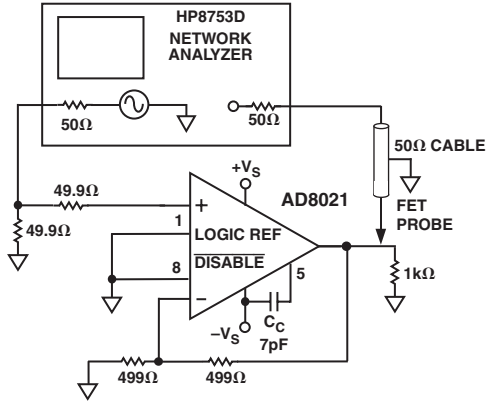 HP8753D
NETWORK
ANALYZER
50Ω
50Ω
50Ω CABLE
+VS
49.9Ω
AD8021
FET
PROBE
+
49.9Ω
1
LOGIC REF
8
DISABLE
5
1kΩ
–
–VS
CC
7pF
499Ω
499Ω